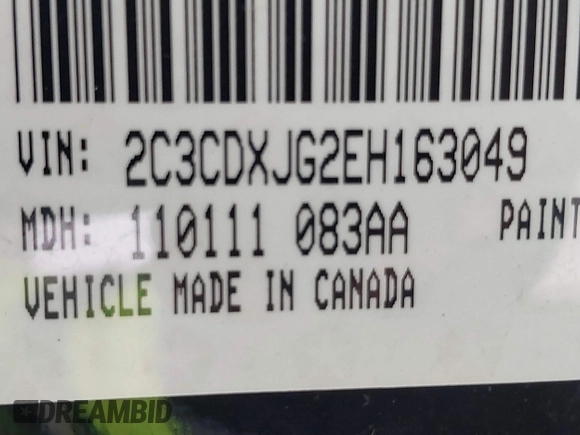 VIN: 2C3CDXJG2EH163049
MDH: 110111 083AA PAINT
VEHICLE MADE IN CANADA
DREAMBID